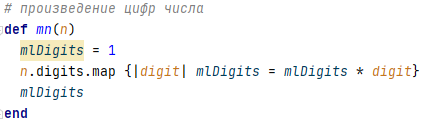 # произведение цифр числа
def mn(n)
  mlDigits = 1
  n.digits.map {|digit| mlDigits = mlDigits * digit}
  mlDigits
end